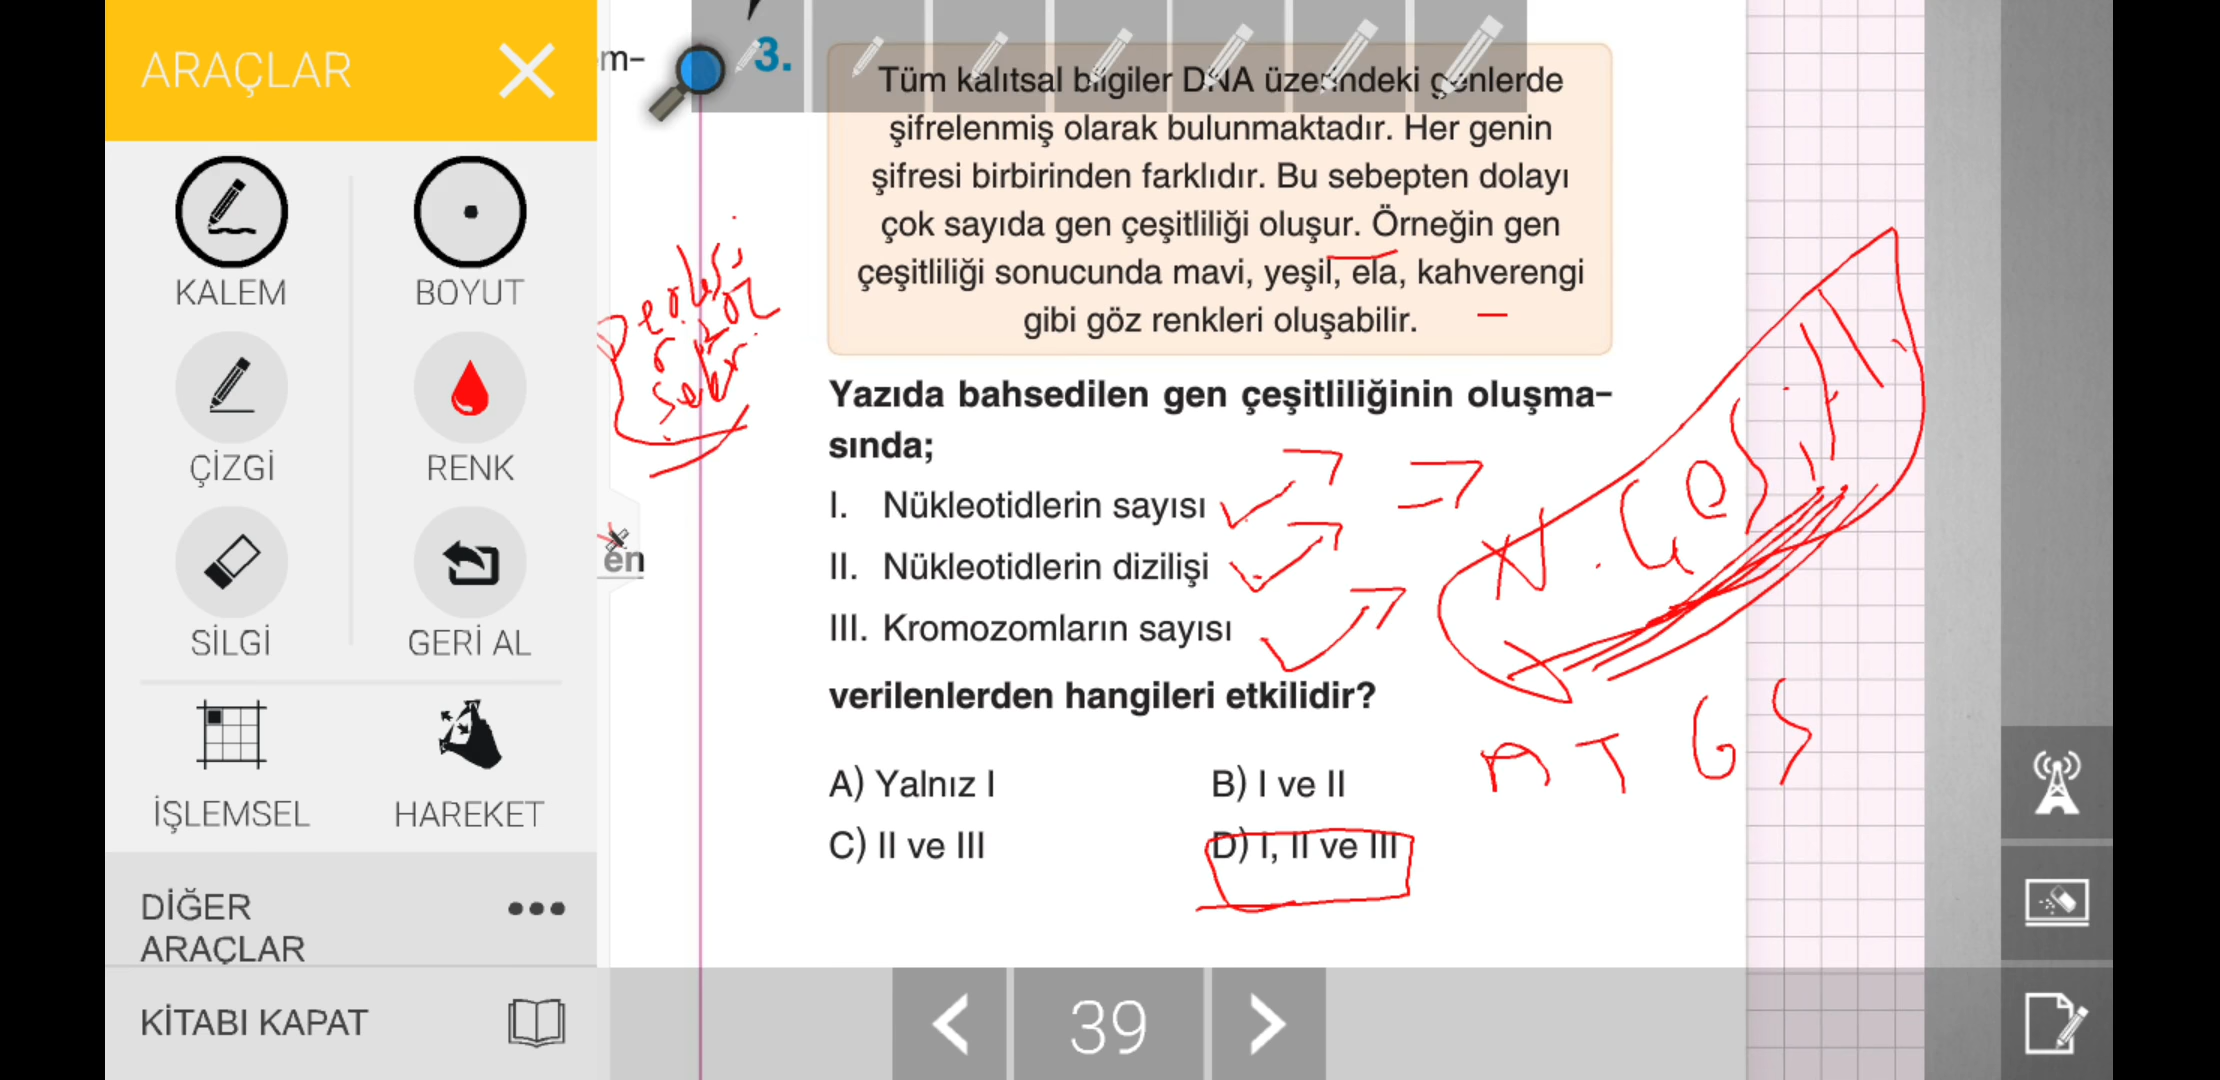 ARAÇLAR
KALEM
BOYUT
ÇİZGİ
RENK
SİLGİ
GERİ AL
İŞLEMSEL
HAREKET
DİĞER
ARAÇLAR
KİTABI KAPAT
m-
en
3.
Tüm kalıtsal bilgiler DNA üzerindeki genlerde
şifrelenmiş olarak bulunmaktadır. Her genin
şifresi birbirinden farklıdır. Bu sebepten dolayı
çok sayıda gen çeşitliliği oluşur. Örneğin gen
çeşitliliği sonucunda mavi, yeşil, ela, kahverengi
gibi göz renkleri oluşabilir.
Yazıda bahsedilen gen çeşitliliğinin oluşma-
sında;
I. Nükleotidlerin sayısı
II. Nükleotidlerin dizilişi
III. Kromozomların sayısı
verilenlerden hangileri etkilidir?
A) Yalnız I
B) I ve II
C) II ve III
D) I, II ve III
A T G S
39